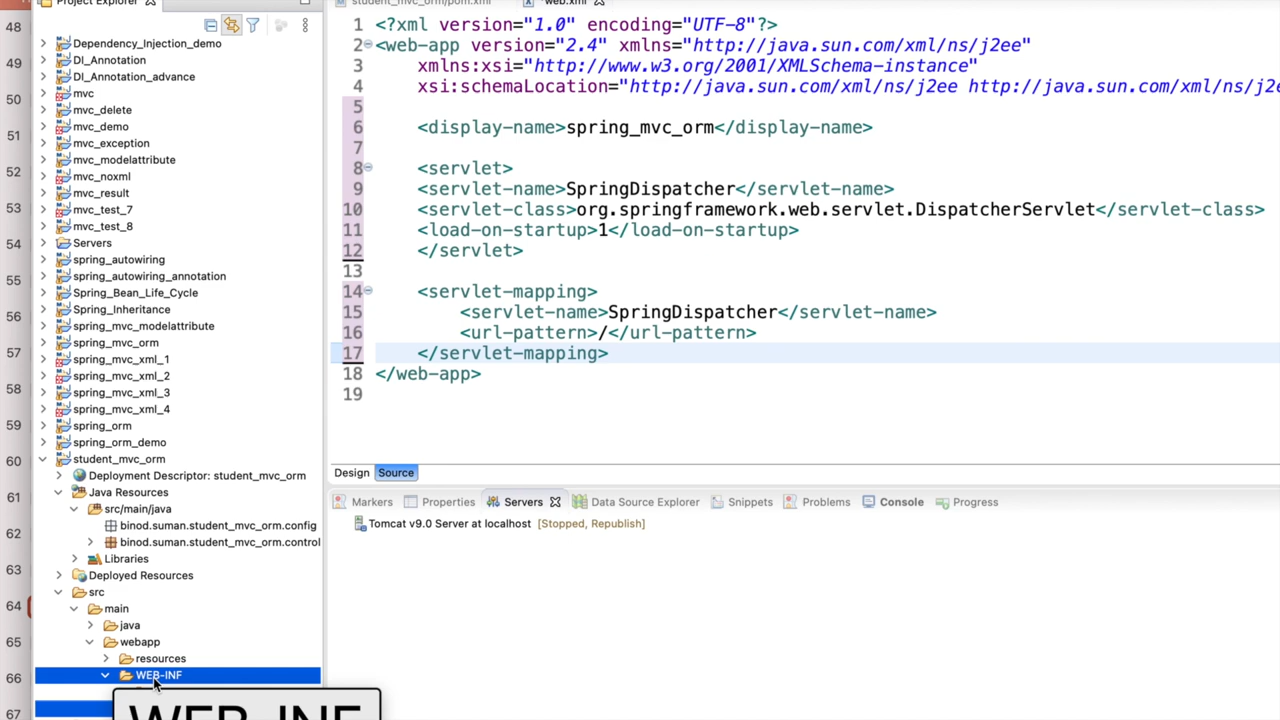 Project Explorer
48
49
50
51
52
53
54
55
56
57
58
59
60
61
62
63
64
65
66
67
Dependency_Injection_demo
DI_Annotation
DI_Annotation_advance
mvc
mvc_delete
mvc_demo
mvc_exception
mvc_modelattribute
mvc_noxml
mvc_result
mvc_test_7
mvc_test_8
Servers
spring_autowiring
spring_autowiring_annotation
Spring_Bean_Life_Cycle
Spring_Inheritance
spring_mvc_modelattribute
spring_mvc_orm
spring_mvc_xml_1
spring_mvc_xml_2
spring_mvc_xml_3
spring_mvc_xml_4
spring_orm
spring_orm_demo
student_mvc_orm
Deployment Descriptor: student_mvc_orm
Java Resources
src/main/java
binod.suman.student_mvc_orm.config
binod.suman.student_mvc_orm.control
Libraries
Deployed Resources
src
main
java
webapp
resources
WEB-INF
WEB-INF
student_mvc_orm/pom.xml *web.xml
1 <?xml version="1.0" encoding="UTF-8"?>
2 <web-app version="2.4" xmlns="http://java.sun.com/xml/ns/j2ee"
3 xmlns:xsi="http://www.w3.org/2001/XMLSchema-instance"
4 xsi:schemaLocation="http://java.sun.com/xml/ns/j2ee http://java.sun.com/xml/ns/j2e
5
6 <display-name>spring_mvc_orm</display-name>
7
8 <servlet>
9 <servlet-name>SpringDispatcher</servlet-name>
10 <servlet-class>org.springframework.web.servlet.DispatcherServlet</servlet-class>
11 <load-on-startup>1</load-on-startup>
12 </servlet>
13
14 <servlet-mapping>
15 <servlet-name>SpringDispatcher</servlet-name>
16 <url-pattern>/</url-pattern>
17 </servlet-mapping>
18 </web-app>
19
Design Source
Markers Properties Servers Data Source Explorer Snippets Problems Console Progress
Tomcat v9.0 Server at localhost [Stopped, Republish]